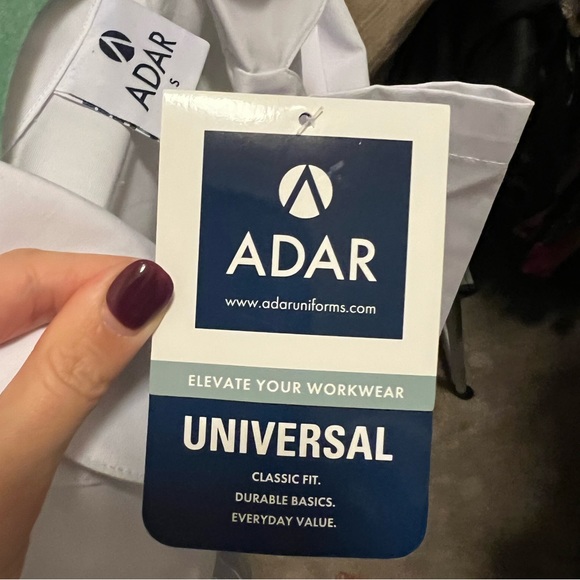 ADAR
S
ADAR
www.adaruniforms.com
ELEVATE YOUR WORKWEAR
UNIVERSAL
CLASSIC FIT.
DURABLE BASICS.
EVERYDAY VALUE.